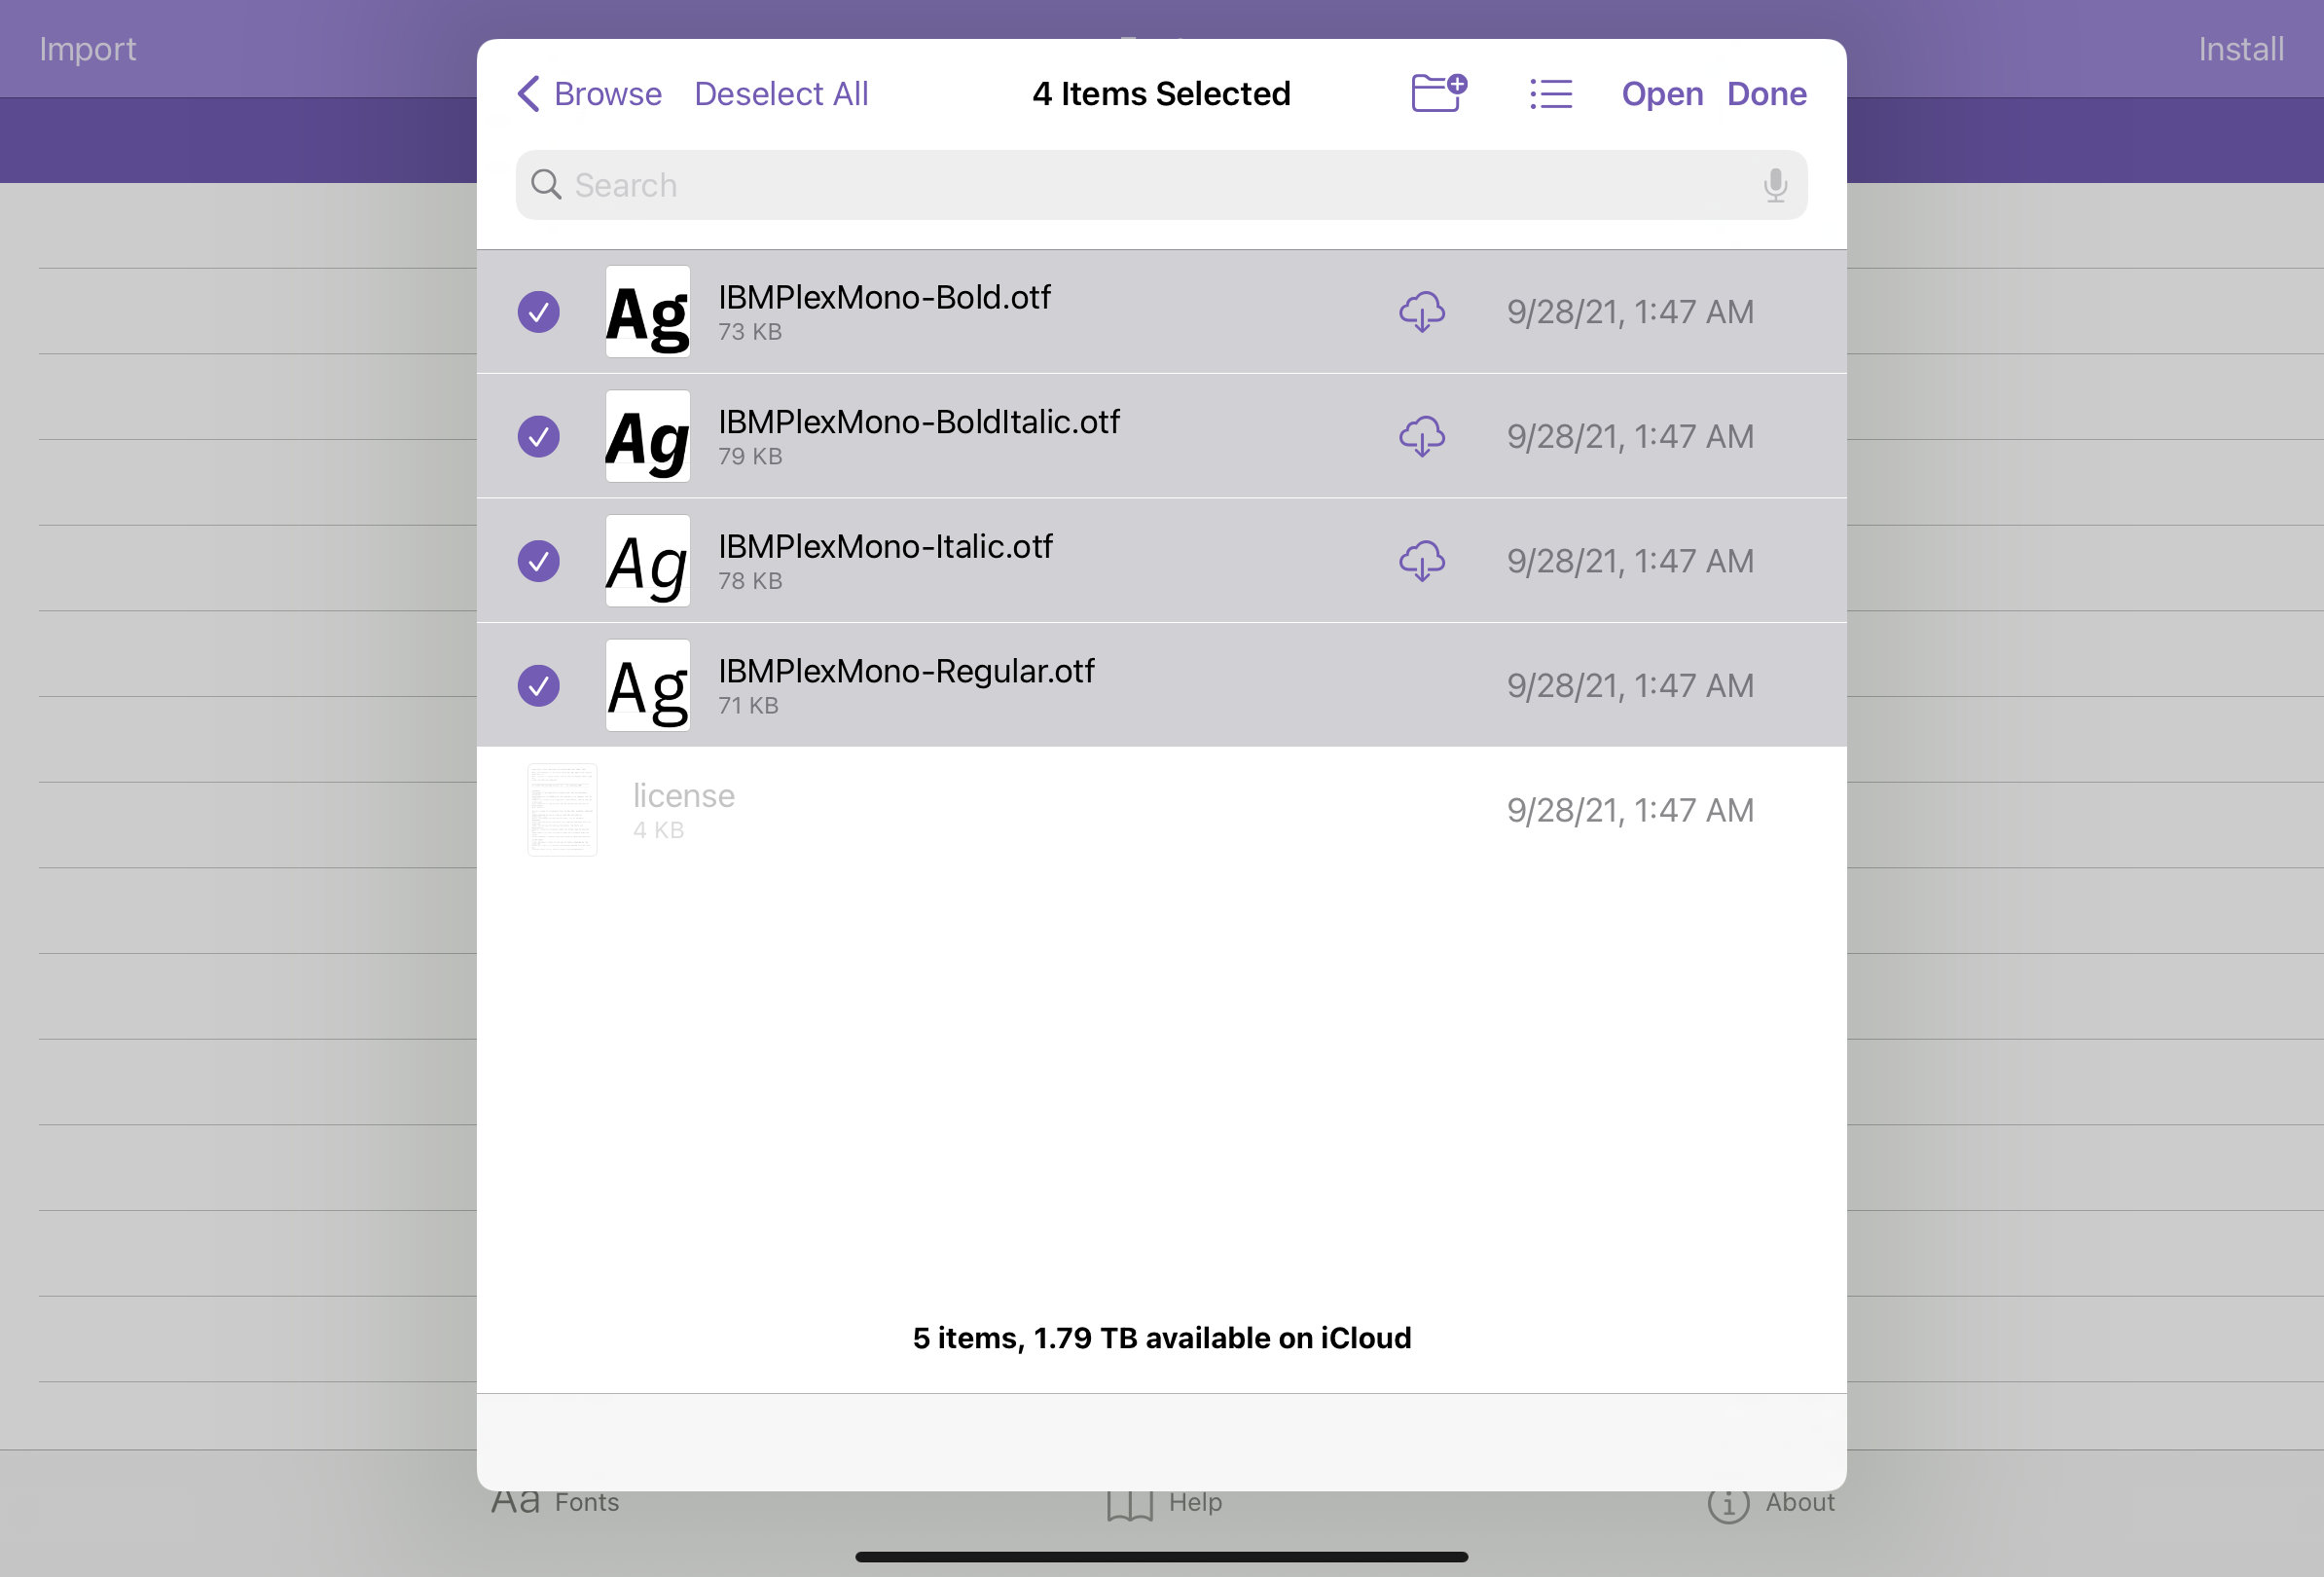 Import
Install
Browse
Deselect All
4 Items Selected
Open
Done
Search
Ag
IBMPlexMono-Bold.otf
73 KB
9/28/21, 1:47 AM
Ag
IBMPlexMono-BoldItalic.otf
79 KB
9/28/21, 1:47 AM
Ag
IBMPlexMono-Italic.otf
78 KB
9/28/21, 1:47 AM
Ag
IBMPlexMono-Regular.otf
71 KB
9/28/21, 1:47 AM
license
4 KB
9/28/21, 1:47 AM
5 items, 1.79 TB available on iCloud
Aa Fonts
Help
About